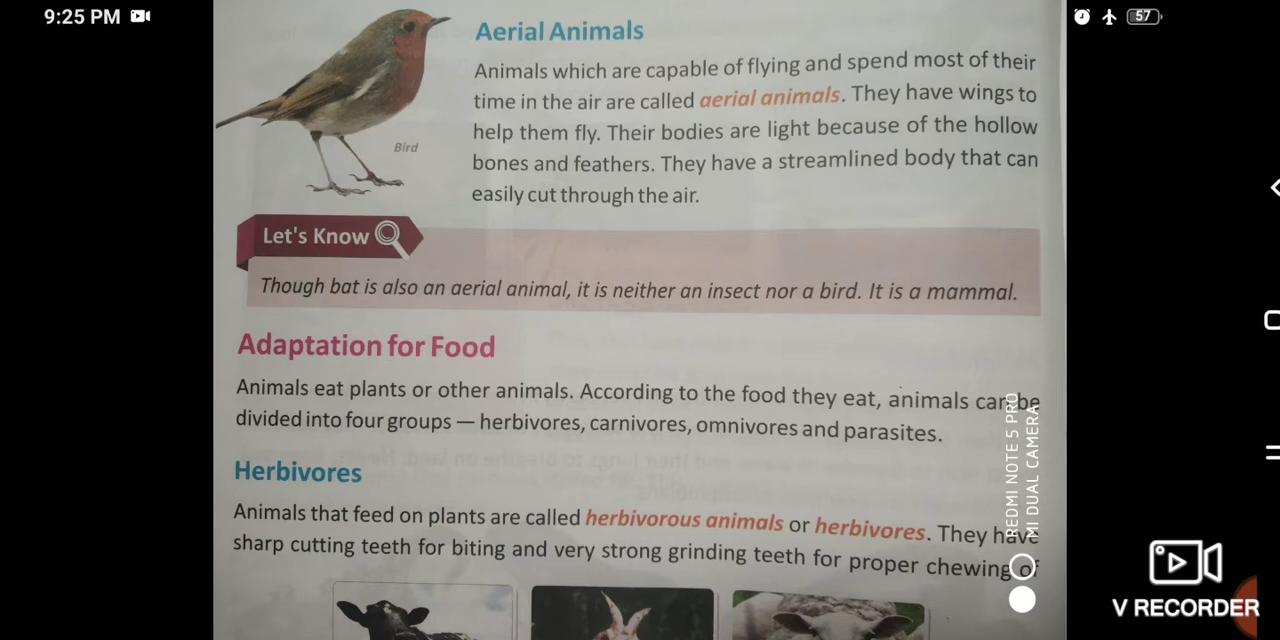 9:25 PM
57
Aerial Animals
Animals which are capable of flying and spend most of their
time in the air are called aerial animals. They have wings to
help them fly. Their bodies are light because of the hollow
bones and feathers. They have a streamlined body that can
easily cut through the air.
Bird
Let's Know
Though bat is also an aerial animal, it is neither an insect nor a bird. It is a mammal.
Adaptation for Food
Animals eat plants or other animals. According to the food they eat, animals can be
divided into four groups — herbivores, carnivores, omnivores and parasites.
Herbivores
Animals that feed on plants are called herbivorous animals or herbivores. They have
sharp cutting teeth for biting and very strong grinding teeth for proper chewing of
REDMI NOTE 5 PRO
MI DUAL CAMERA
V RECORDER